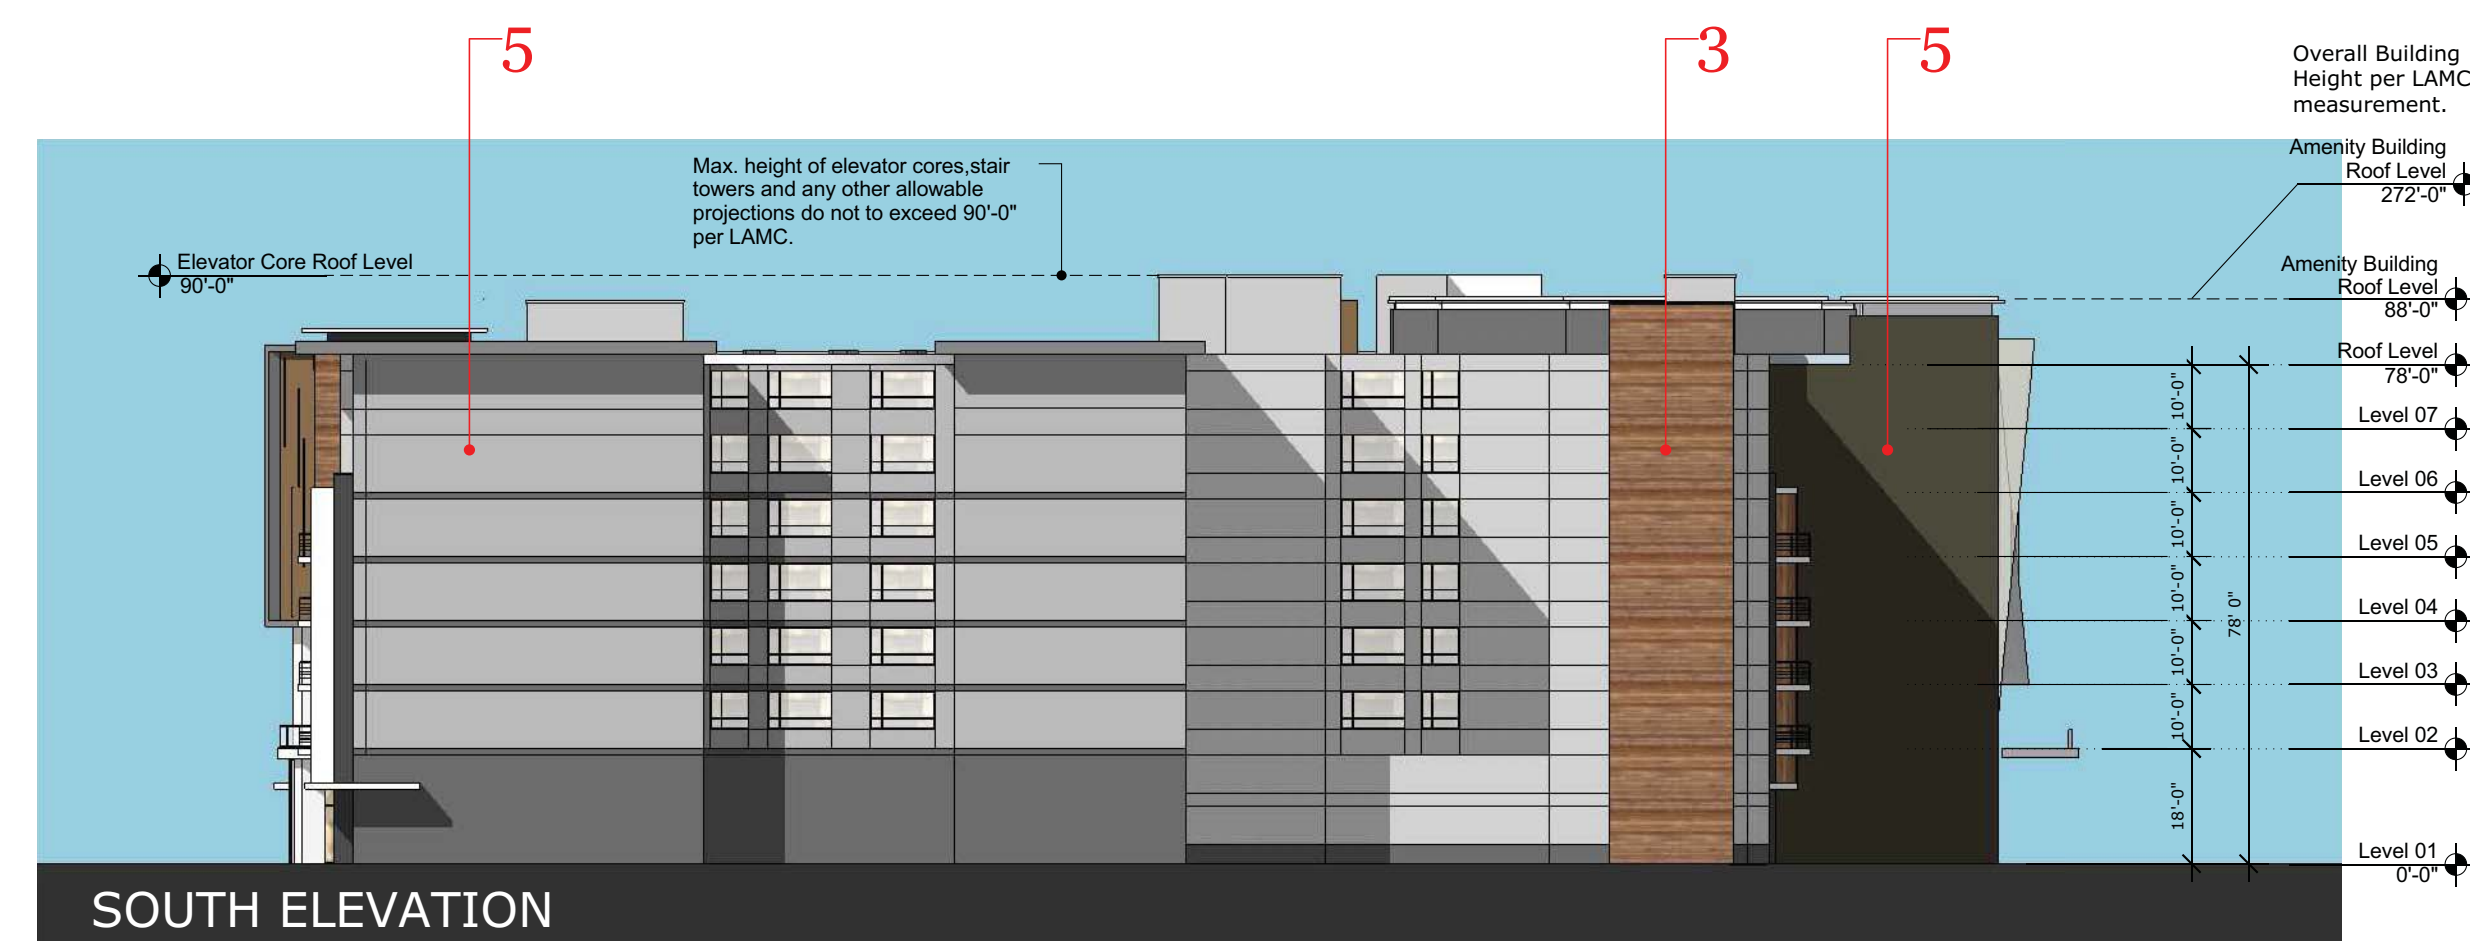 5
3
5
Overall Building
Height per LAMC
measurement.
Amenity Building
Roof Level
272'-0"
Max. height of elevator cores,stair
towers and any other allowable
projections do not to exceed 90'-0"
per LAMC.
Elevator Core Roof Level
90'-0"
Amenity Building
Roof Level
88'-0"
Roof Level
78'-0"
Level 07
Level 06
Level 05
Level 04
Level 03
Level 02
Level 01
0'-0"
10'-0"
10'-0"
10'-0"
10'-0"
10'-0"
10'-0"
18'-0"
78' 0"
SOUTH ELEVATION